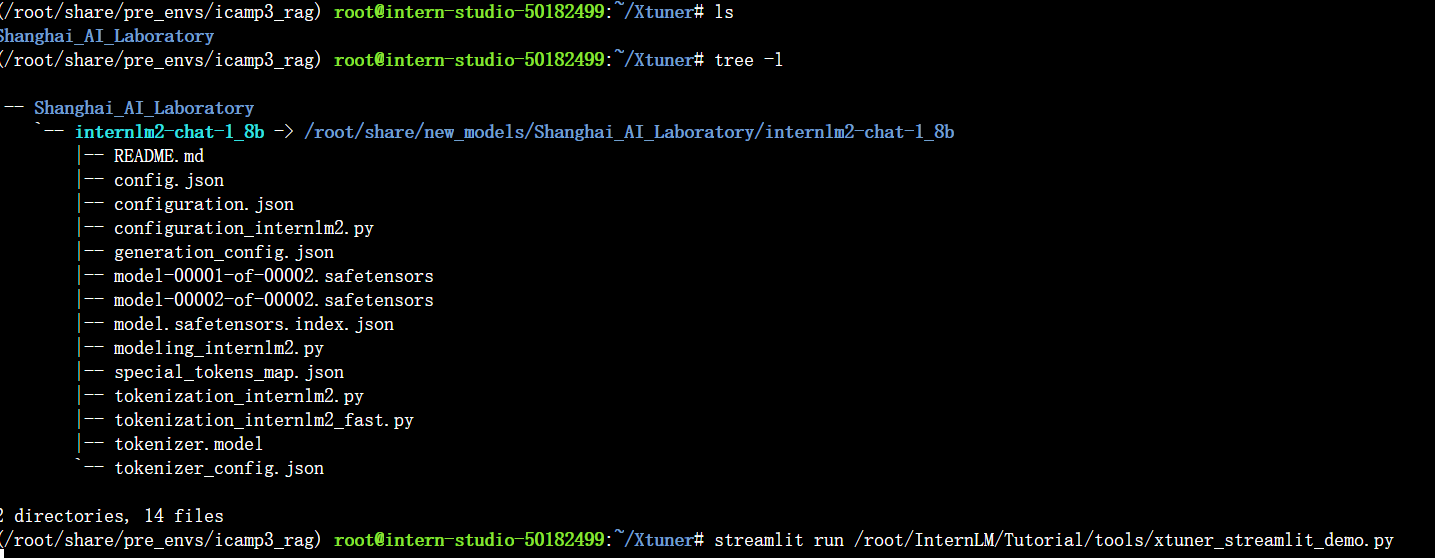 (/root/share/pre_envs/icamp3_rag) root@intern-studio-50182499:~/Xtuner# ls
Shanghai_AI_Laboratory
(/root/share/pre_envs/icamp3_rag) root@intern-studio-50182499:~/Xtuner# tree -l
-- Shanghai_AI_Laboratory
`-- internlm2-chat-1_8b -> /root/share/new_models/Shanghai_AI_Laboratory/internlm2-chat-1_8b
|-- README.md
|-- config.json
|-- configuration.json
|-- configuration_internlm2.py
|-- generation_config.json
|-- model-00001-of-00002.safetensors
|-- model-00002-of-00002.safetensors
|-- model.safetensors.index.json
|-- modeling_internlm2.py
|-- special_tokens_map.json
|-- tokenization_internlm2.py
|-- tokenization_internlm2_fast.py
|-- tokenizer.model
`-- tokenizer_config.json
2 directories, 14 files
(/root/share/pre_envs/icamp3_rag) root@intern-studio-50182499:~/Xtuner# streamlit run /root/InternLM/Tutorial/tools/xtuner_streamlit_demo.py